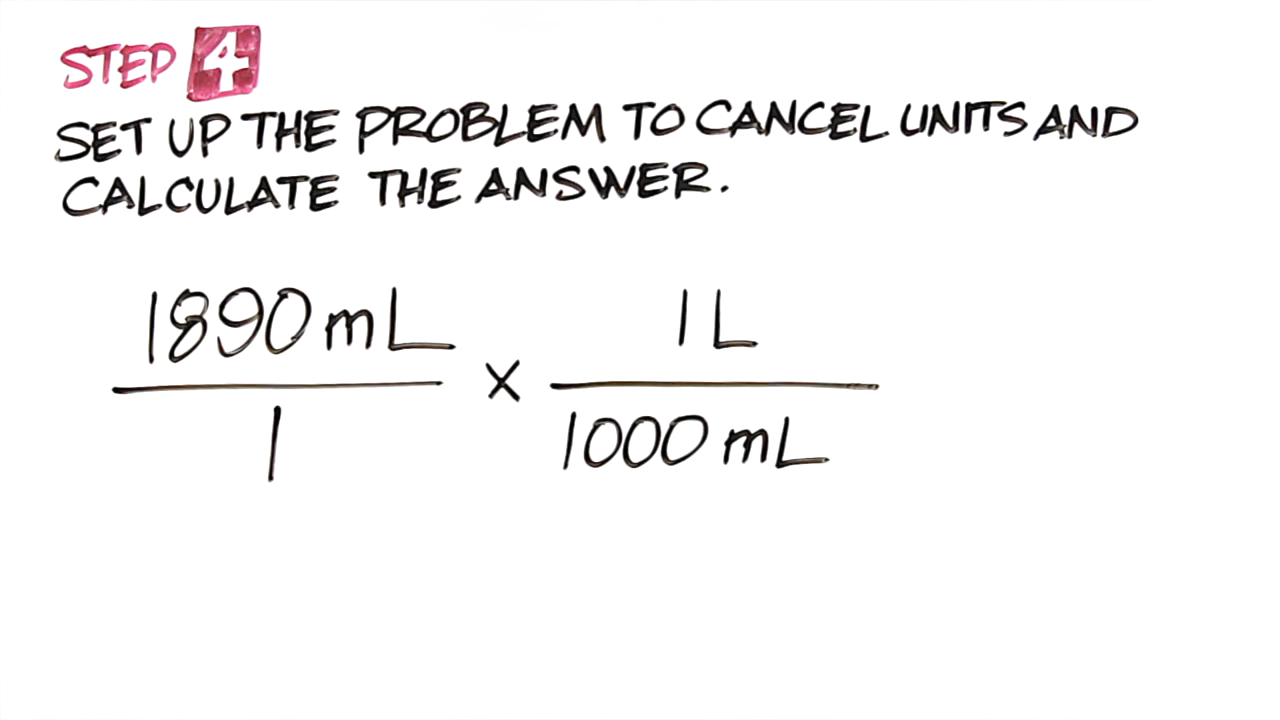 STEP 4
SET UP THE PROBLEM TO CANCEL UNITS AND
CALCULATE THE ANSWER.
1890 mL
1
×
1 L
1000 mL